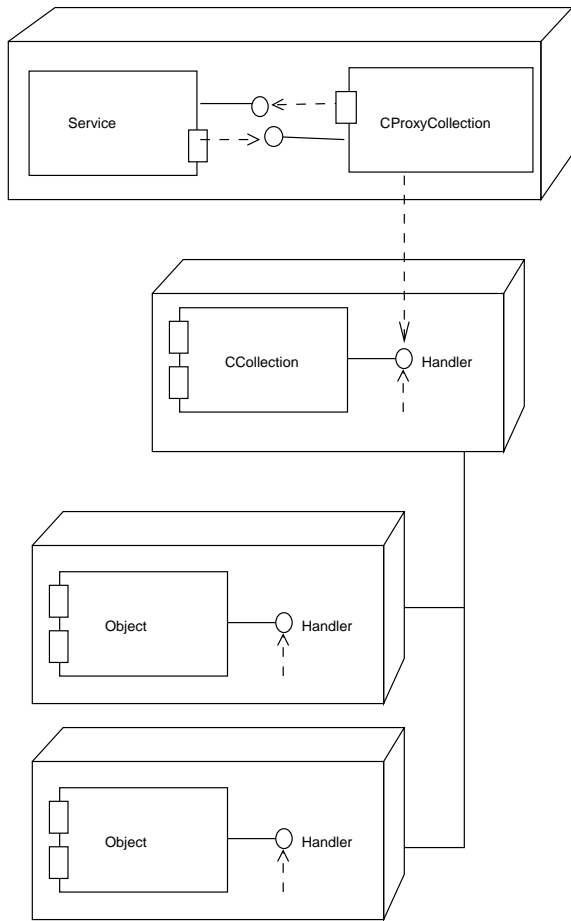 Service
CProxyCollection
CCollection
Handler
Object
Handler
Object
Handler